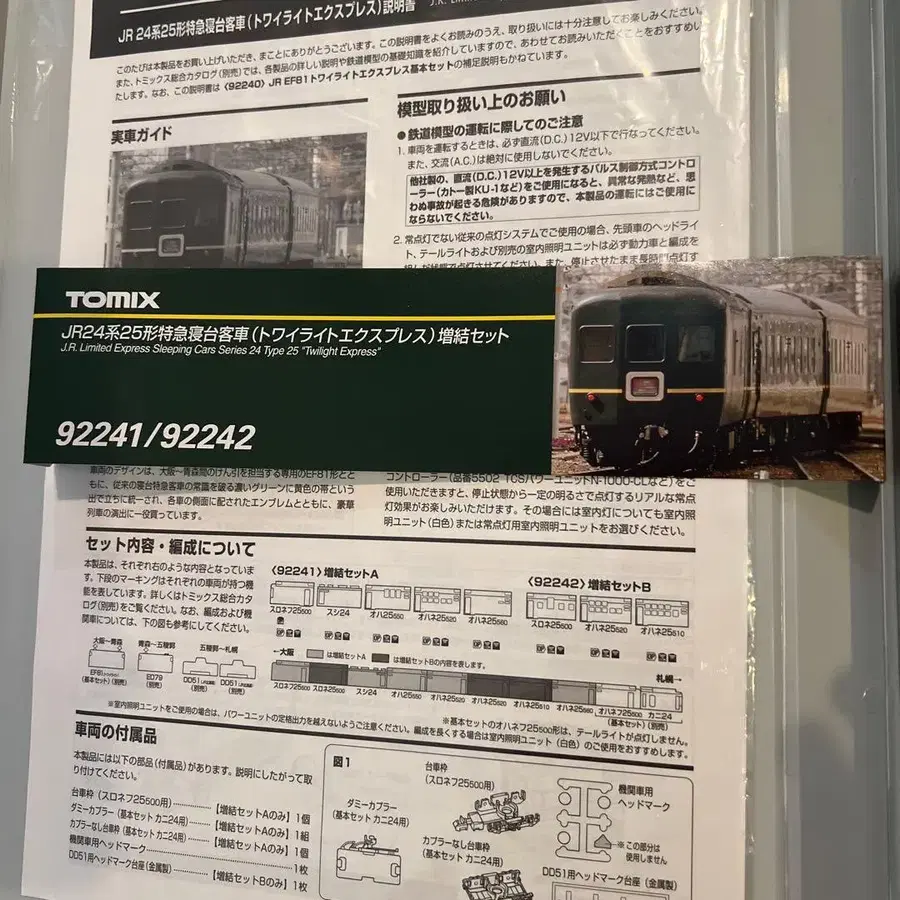 JR 24系25形特急寝台客車(トワイライトエクスプレス)説明書
このたびは本製品をお買い上げいただき、まことにありがとうございます。この説明書をよくお読みのうえ、取り扱いには十分注意してお楽しみください。
また、トミックス総合カタログ(別売)では、各製品の詳しい説明や鉄道模型の基礎知識を紹介していますので、あわせてお読みいただくことをおすすめい
たします。なお、この説明書は〈92240〉JR EF81トワイライトエクスプレス基本セットの補足説明もかねています。
実車ガイド
模型取り扱い上のお願い
●鉄道模型の運転に際してのご注意
1. 車両を運転するときは、必ず直流(D.C.)12V以下で行なってください。
また、交流(A.C.)は絶対に使用しないでください。
他社製の、直流(D.C.)12V以上を発生するパルス制御方式コントロ
ーラー(カトー製KU-1など)をご使用になると、異常な発熱など、思
わぬ事故が起きる危険がありますので、本製品の運転にはご使用に
ならないでください。
2. 常点灯でない従来の点灯システムでご使用の場合、先頭車のヘッドライ
ト、テールライトおよび別売の室内照明ユニットは必ず動力車と編成を
TOMIX
JR24系25形特急寝台客車(トワイライトエクスプレス)増結セット
J.R. Limited Express Sleeping Cars Series 24 Type 25 "Twilight Express"
92241/92242
車両のデザインは、大阪〜青森間のけん引を担当する専用のEF81形とと
もに、従来の寝台特急客車の常識を破る濃いグリーンに黄色の帯という
出で立ちに統一され、各車の側面に配されたエンブレムとともに、豪華
列車の演出に一役買っています。
コントローラー(品番5502 TCSパワーユニットN-1000-CLなど)をご
使用いただきますと、停止状態から一定の明るさで点灯するリアルな常点
灯効果がお楽しみいただけます。その場合には室内灯についても室内照
明ユニット(白色)または常点灯用室内照明ユニットをお選びください。
セット内容・編成について
本製品は、それぞれ右のような内容となっていま
す。下段のマーキングはそれぞれの車両が持つ機
能を表しています。詳しくはトミックス総合カタ
ログ(別売)をご覧ください。なお、編成および機
関車については、下の図も参考にしてください。
〈92241〉増結セットA
スロネフ25500
スシ24
オハ25550
オハネ25520
オハネ25560
〈92242〉増結セットB
スロネ25500
オハネ25520
オハネ25510
大阪〜青森
青森〜五稜郭
五稜郭〜札幌
EF81
(基本セット)(別売)
ED79
(別売)
DD51
(別売)
DD51
(別売)
←大阪
は増結セットA
は増結セットBの内容を表します。
札幌→
スロネフ25500
スロネ25500
スシ24
オハ25550
オハネ25520
オハネ25520
オハネ25510
オハネ25560
オハネフ25500
カニ24
(基本セット)(別売)
※基本セットのオハネフ25500形は、テールライトが点灯しません。
※室内照明ユニットをご使用の場合は、パワーユニットの定格出力を越えないようご注意ください。編成を長くする場合は室内照明ユニット(白色)のご使用をおすすめします。
車両の付属品
本製品には以下の部品(付属品)があります。説明にしたがって取
り付けてください。
台車枠(スロネフ25500用)………【増結セットAのみ】1個
ダミーカプラー(基本セット カニ24用)……【増結セットAのみ】1組
カプラーなし台車枠(基本セット カニ24用)…【増結セットAのみ】1個
機関車用ヘッドマーク………1枚
DD51用ヘッドマーク台座(金属製)………【増結セットBのみ】1枚
図1
ダミーカプラー
(基本セット カニ24用)
台車枠
(スロネフ25500用)
カプラーなし台車枠
(基本セット カニ24用)
機関車用
ヘッドマーク
※この部分は
使用しません
DD51用ヘッドマーク台座(金属製)